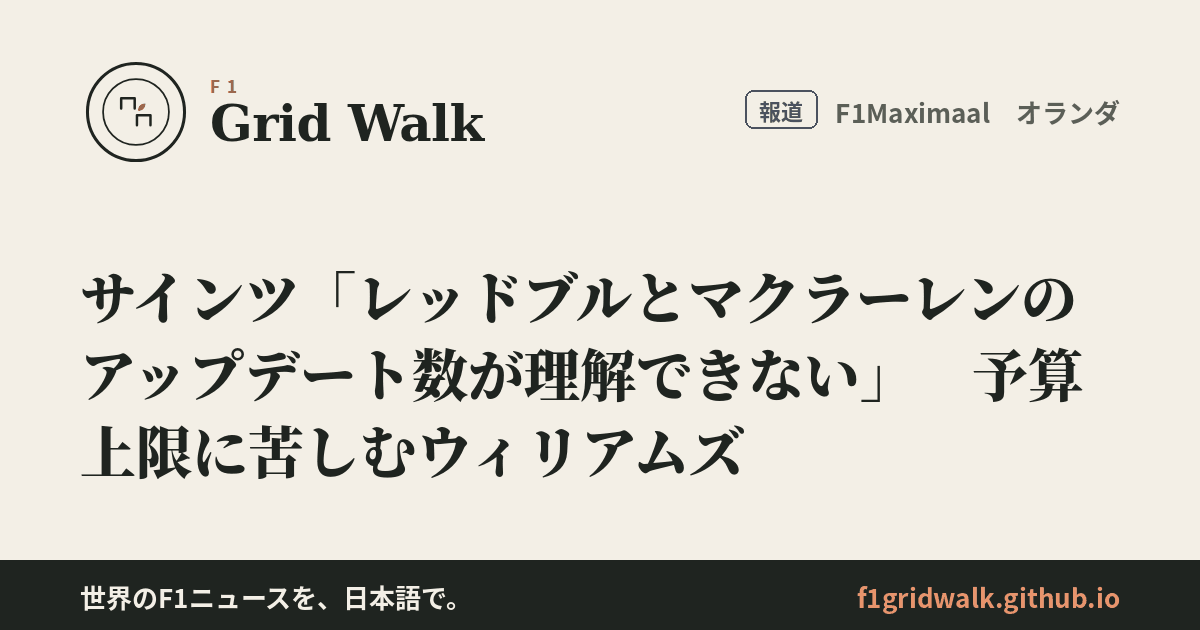 F1
Grid Walk
報道 F1Maximaal オランダ
サインツ「レッドブルとマクラーレンの
アップデート数が理解できない」 予算
上限に苦しむウィリアムズ
世界のF1ニュースを、日本語で。
f1gridwalk.github.io